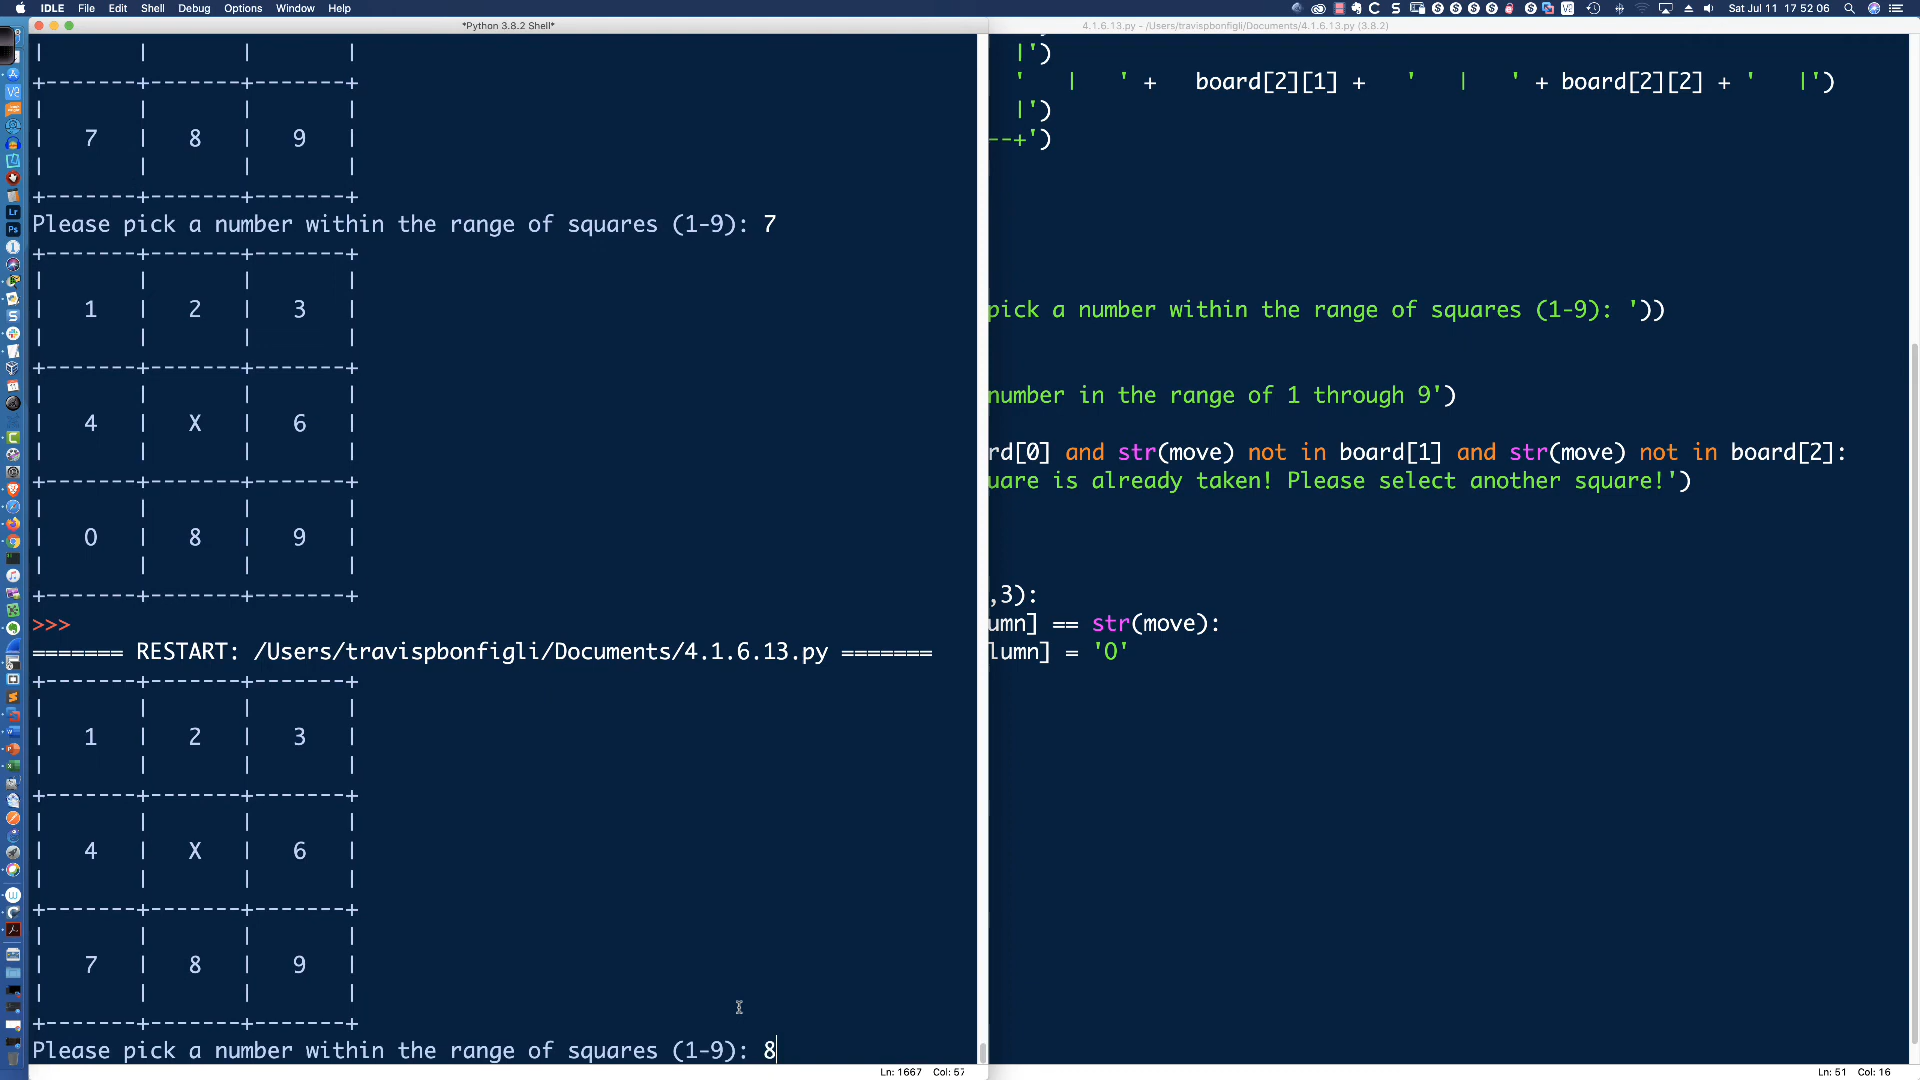 IDLE File Edit Shell Debug Options Window Help
Sat Jul 11 17 52 06
*Python 3.8.2 Shell*
|       |       |       |
+-------+-------+-------+
|       |       |       |
|   7   |   8   |   9   |
|       |       |       |
+-------+-------+-------+
Please pick a number within the range of squares (1-9): 7
+-------+-------+-------+
|       |       |       |
|   1   |   2   |   3   |
|       |       |       |
+-------+-------+-------+
|       |       |       |
|   4   |   X   |   6   |
|       |       |       |
+-------+-------+-------+
|       |       |       |
|   O   |   8   |   9   |
|       |       |       |
+-------+-------+-------+
>>>
======= RESTART: /Users/travispbonfigli/Documents/4.1.6.13.py =======
+-------+-------+-------+
|       |       |       |
|   1   |   2   |   3   |
|       |       |       |
+-------+-------+-------+
|       |       |       |
|   4   |   X   |   6   |
|       |       |       |
+-------+-------+-------+
|       |       |       |
|   7   |   8   |   9   |
|       |       |       |
+-------+-------+-------+
Please pick a number within the range of squares (1-9): 8
Ln: 1667 Col: 57
4.1.6.13.py - /Users/travispbonfigli/Documents/4.1.6.13.py (3.8.2)
|')
'   |   ' +   board[2][1] +   '   |   ' + board[2][2] + '   |')
|')
--+')
pick a number within the range of squares (1-9): '))
number in the range of 1 through 9')
rd[0] and str(move) not in board[1] and str(move) not in board[2]:
uare is already taken! Please select another square!')
,3):
umn] == str(move):
lumn] = 'O'
Ln: 51 Col: 16